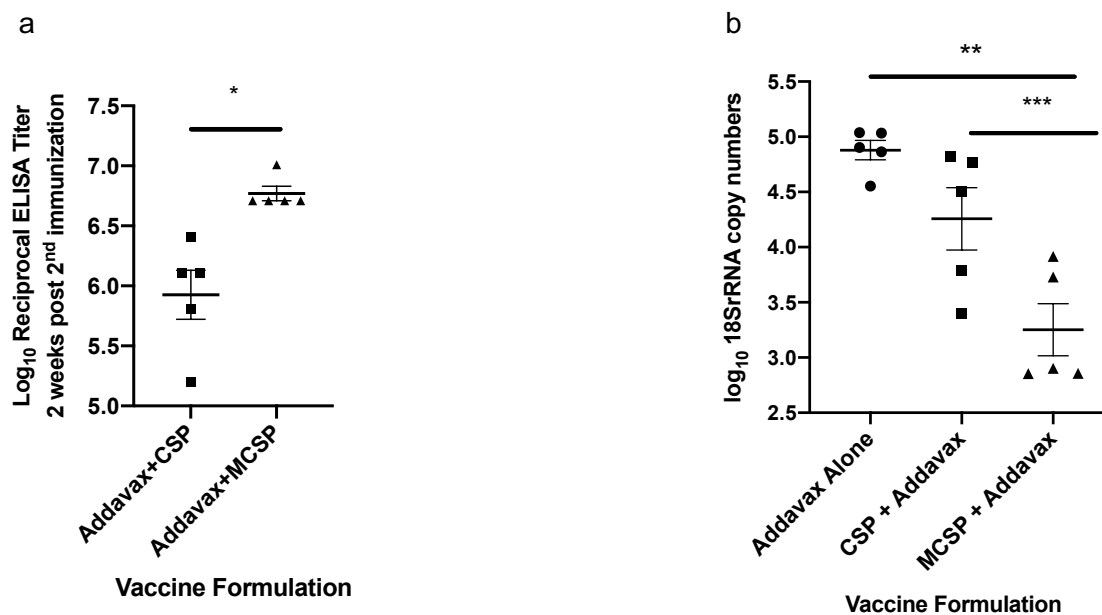 a
*
7.5
7.0
6.5
6.0
5.5
5.0
Log₁₀ Reciprocal ELISA Titer
2 weeks post 2ⁿᵈ immunization
Addavax+CSP
Addavax+MCSP
Vaccine Formulation
b
**
***
5.5
5.0
4.5
4.0
3.5
3.0
2.5
log₁₀ 18SrRNA copy numbers
Addavax Alone
CSP + Addavax
MCSP + Addavax
Vaccine Formulation